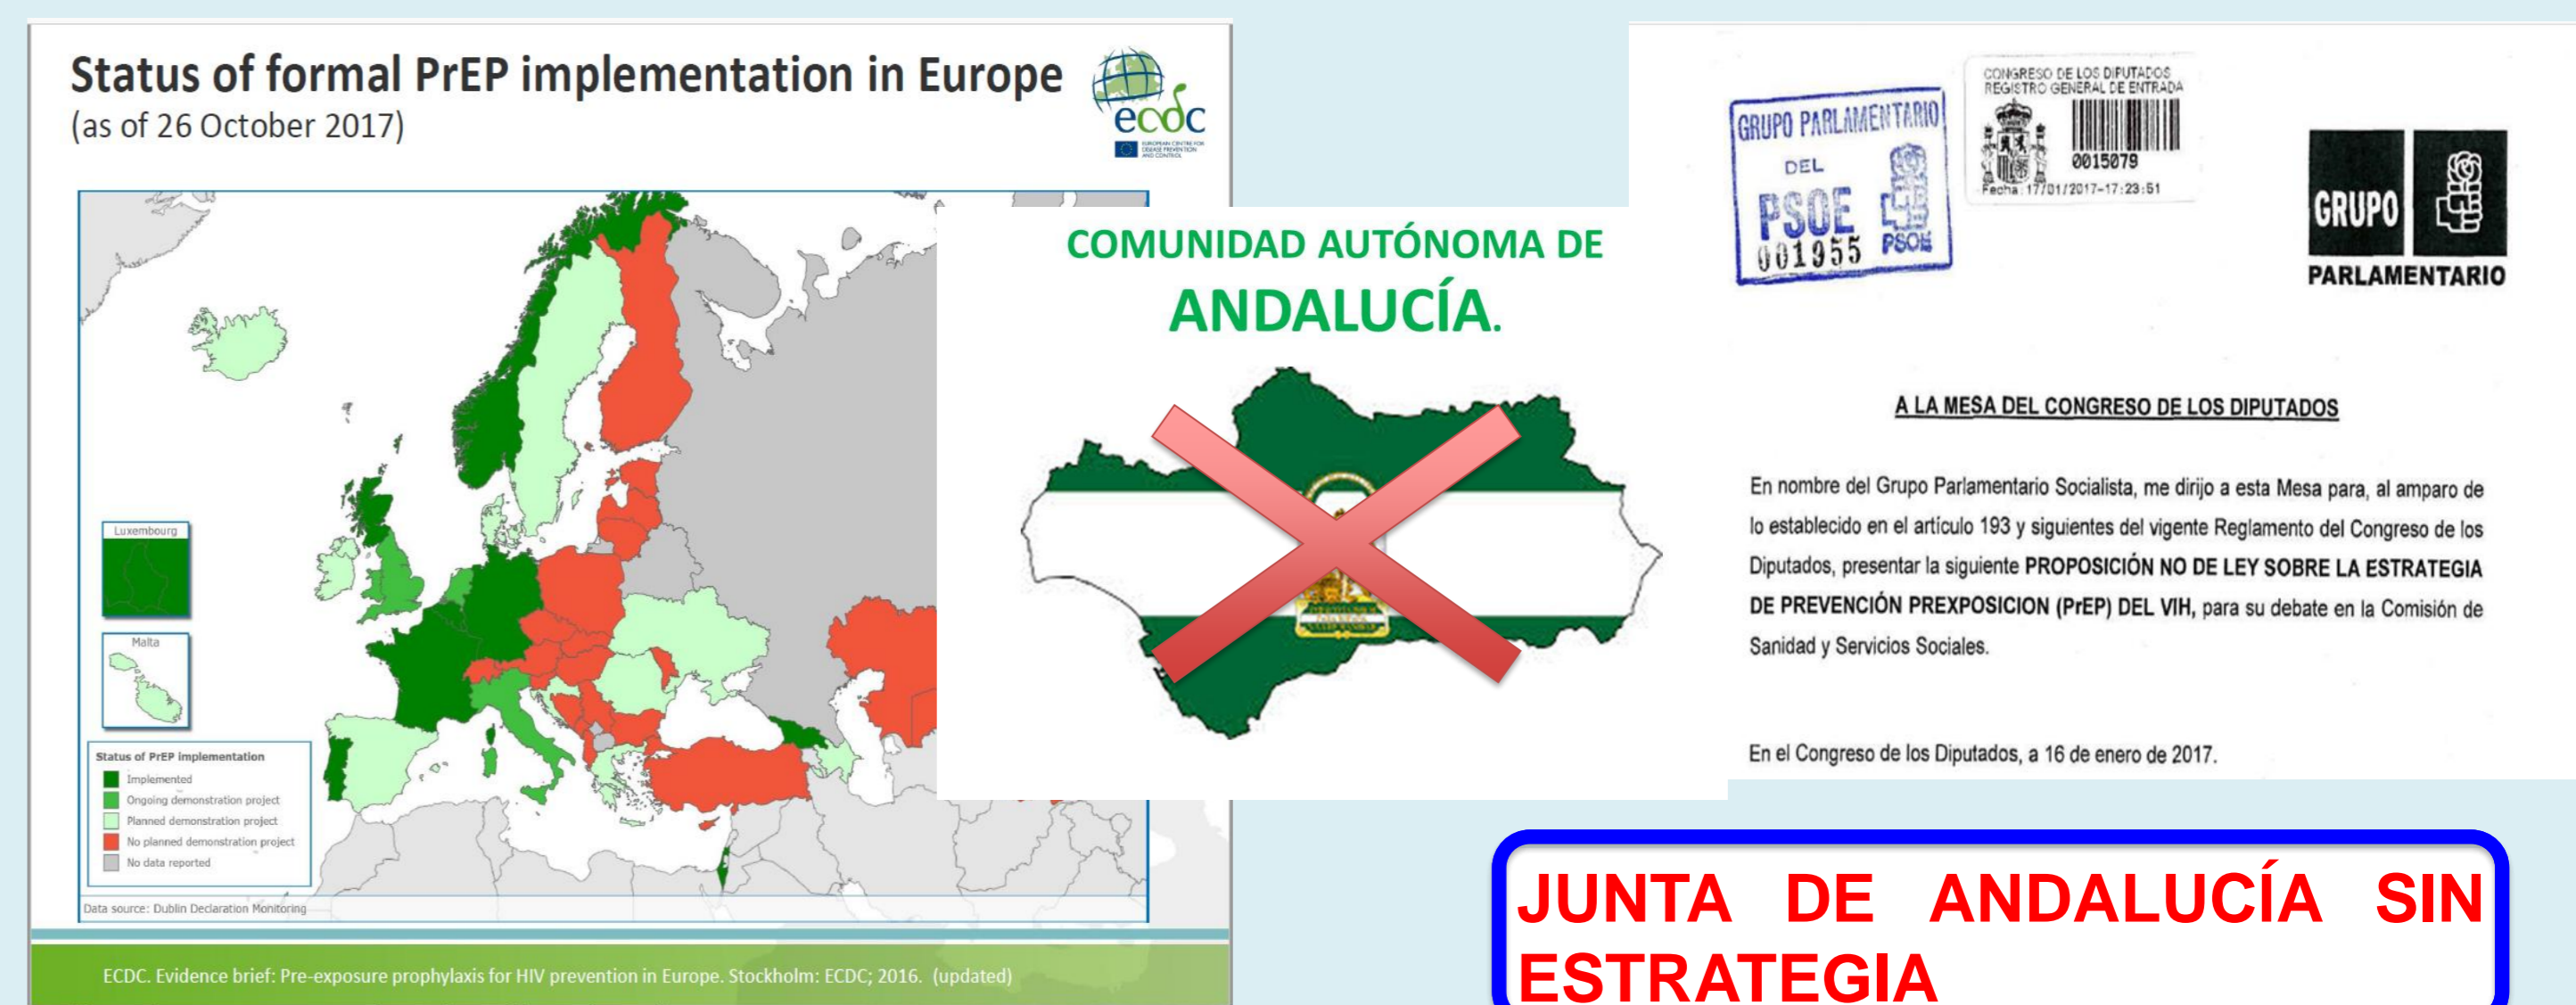 Status of formal PrEP implementation in Europe
(as of 26 October 2017)
ecdc
EUROPEAN CENTRE FOR
DISEASE PREVENTION
AND CONTROL
Luxembourg
Malta
Status of PrEP implementation
Implemented
Ongoing demonstration project
Planned demonstration project
No planned demonstration project
No data reported
Data source: Dublin Declaration Monitoring
ECDC. Evidence brief: Pre-exposure prophylaxis for HIV prevention in Europe. Stockholm: ECDC; 2016. (updated)
COMUNIDAD AUTÓNOMA DE
ANDALUCÍA.
GRUPO PARLAMENTARIO
DEL
PSOE
PSOE
001955
CONGRESO DE LOS DIPUTADOS
REGISTRO GENERAL DE ENTRADA
0015079
Fecha:17/01/2017-17:23:51
GRUPO
PARLAMENTARIO
A LA MESA DEL CONGRESO DE LOS DIPUTADOS
En nombre del Grupo Parlamentario Socialista, me dirijo a esta Mesa para, al amparo de
lo establecido en el artículo 193 y siguientes del vigente Reglamento del Congreso de los
Diputados, presentar la siguiente PROPOSICIÓN NO DE LEY SOBRE LA ESTRATEGIA
DE PREVENCIÓN PREXPOSICION (PrEP) DEL VIH, para su debate en la Comisión de
Sanidad y Servicios Sociales.
En el Congreso de los Diputados, a 16 de enero de 2017.
JUNTA DE ANDALUCÍA SIN
ESTRATEGIA